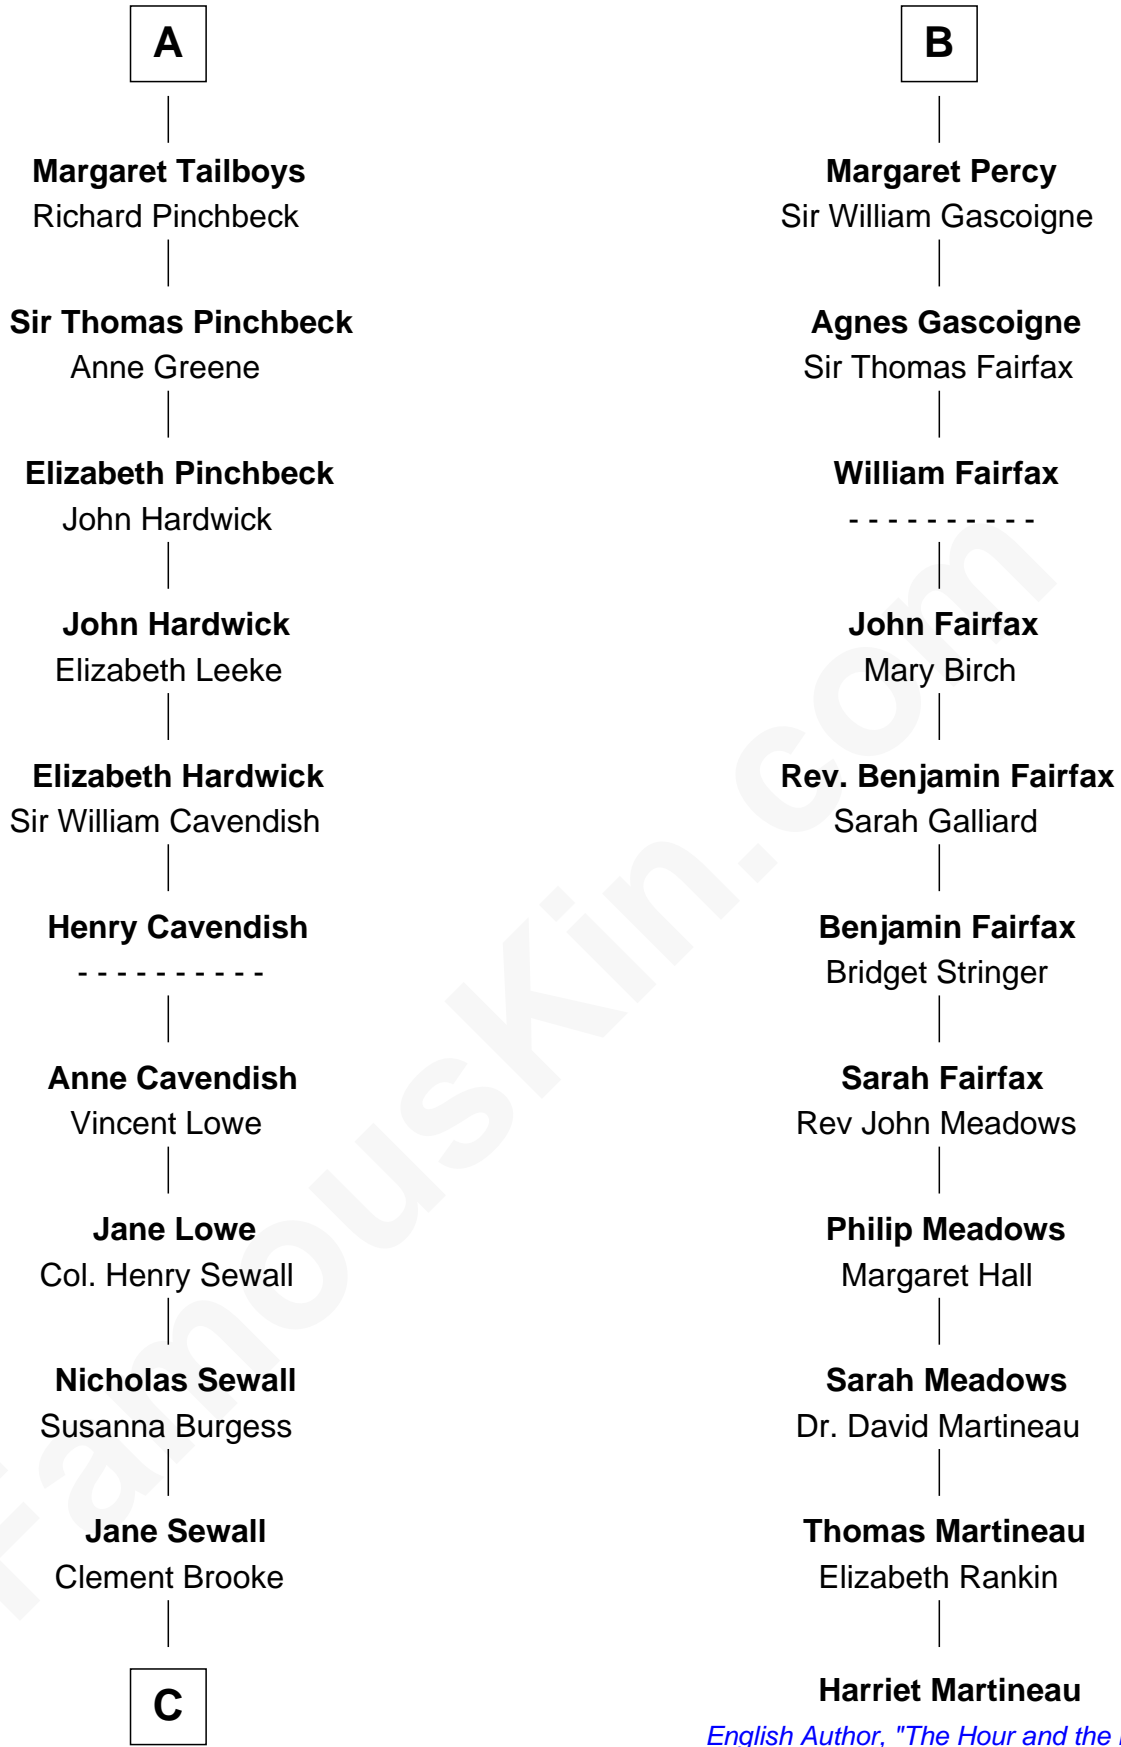 A
Margaret Tailboys
Richard Pinchbeck
Sir Thomas Pinchbeck
Anne Greene
Elizabeth Pinchbeck
John Hardwick
John Hardwick
Elizabeth Leeke
Elizabeth Hardwick
Sir William Cavendish
Henry Cavendish
- - - - - - - - - -
Anne Cavendish
Vincent Lowe
Jane Lowe
Col. Henry Sewall
Nicholas Sewall
Susanna Burgess
Jane Sewall
Clement Brooke
C
B
Margaret Percy
Sir William Gascoigne
Agnes Gascoigne
Sir Thomas Fairfax
William Fairfax
- - - - - - - - - -
John Fairfax
Mary Birch
Rev. Benjamin Fairfax
Sarah Galliard
Benjamin Fairfax
Bridget Stringer
Sarah Fairfax
Rev John Meadows
Philip Meadows
Margaret Hall
Sarah Meadows
Dr. David Martineau
Thomas Martineau
Elizabeth Rankin
Harriet Martineau
English Author, "The Hour and the
FamousKin.com